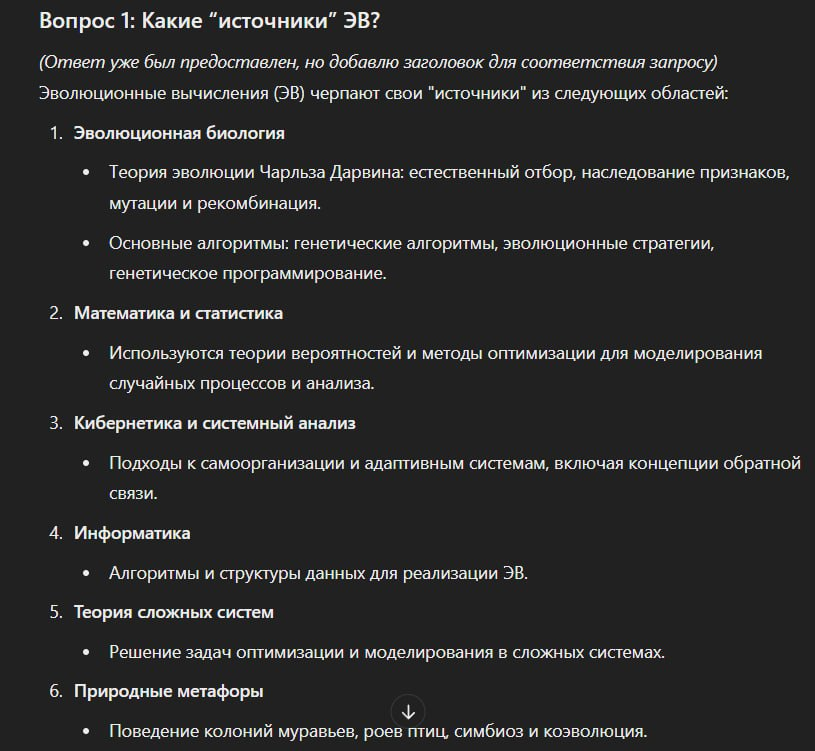 Вопрос 1: Какие “источники” ЭВ?
(Ответ уже был предоставлен, но добавлю заголовок для соответствия запросу)
Эволюционные вычисления (ЭВ) черпают свои "источники" из следующих областей:
1. Эволюционная биология
• Теория эволюции Чарльза Дарвина: естественный отбор, наследование признаков,
мутации и рекомбинация.
• Основные алгоритмы: генетические алгоритмы, эволюционные стратегии,
генетическое программирование.
2. Математика и статистика
• Используются теории вероятностей и методы оптимизации для моделирования
случайных процессов и анализа.
3. Кибернетика и системный анализ
• Подходы к самоорганизации и адаптивным системам, включая концепции обратной
связи.
4. Информатика
• Алгоритмы и структуры данных для реализации ЭВ.
5. Теория сложных систем
• Решение задач оптимизации и моделирования в сложных системах.
6. Природные метафоры
• Поведение колоний муравьев, роев птиц, симбиоз и коэволюция.